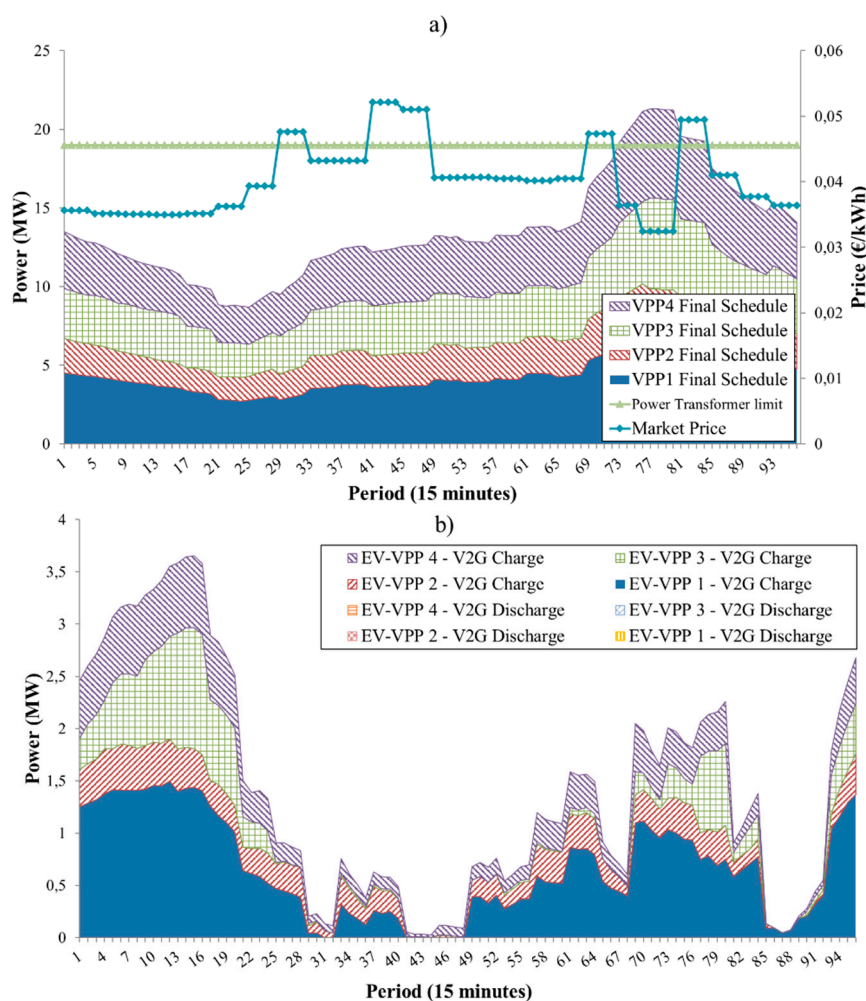 a)
25
20
15
10
5
0
Power (MW)
0,06
0,05
0,04
0,03
0,02
0,01
0
Price (€/kWh)
VPP4 Final Schedule
VPP3 Final Schedule
VPP2 Final Schedule
VPP1 Final Schedule
Power Transformer limit
Market Price
1 5 9 13 17 21 25 29 33 37 41 45 49 53 57 61 65 69 73 77 81 85 89 93
Period (15 minutes)
b)
4
3,5
3
2,5
2
1,5
1
0,5
0
Power (MW)
EV-VPP 4 - V2G Charge EV-VPP 3 - V2G Charge
EV-VPP 2 - V2G Charge EV-VPP 1 - V2G Charge
EV-VPP 4 - V2G Discharge EV-VPP 3 - V2G Discharge
EV-VPP 2 - V2G Discharge EV-VPP 1 - V2G Discharge
1 4 7 10 13 16 19 22 25 28 31 34 37 40 43 46 49 52 55 58 61 64 67 70 73 76 79 82 85 88 91 94
Period (15 minutes)